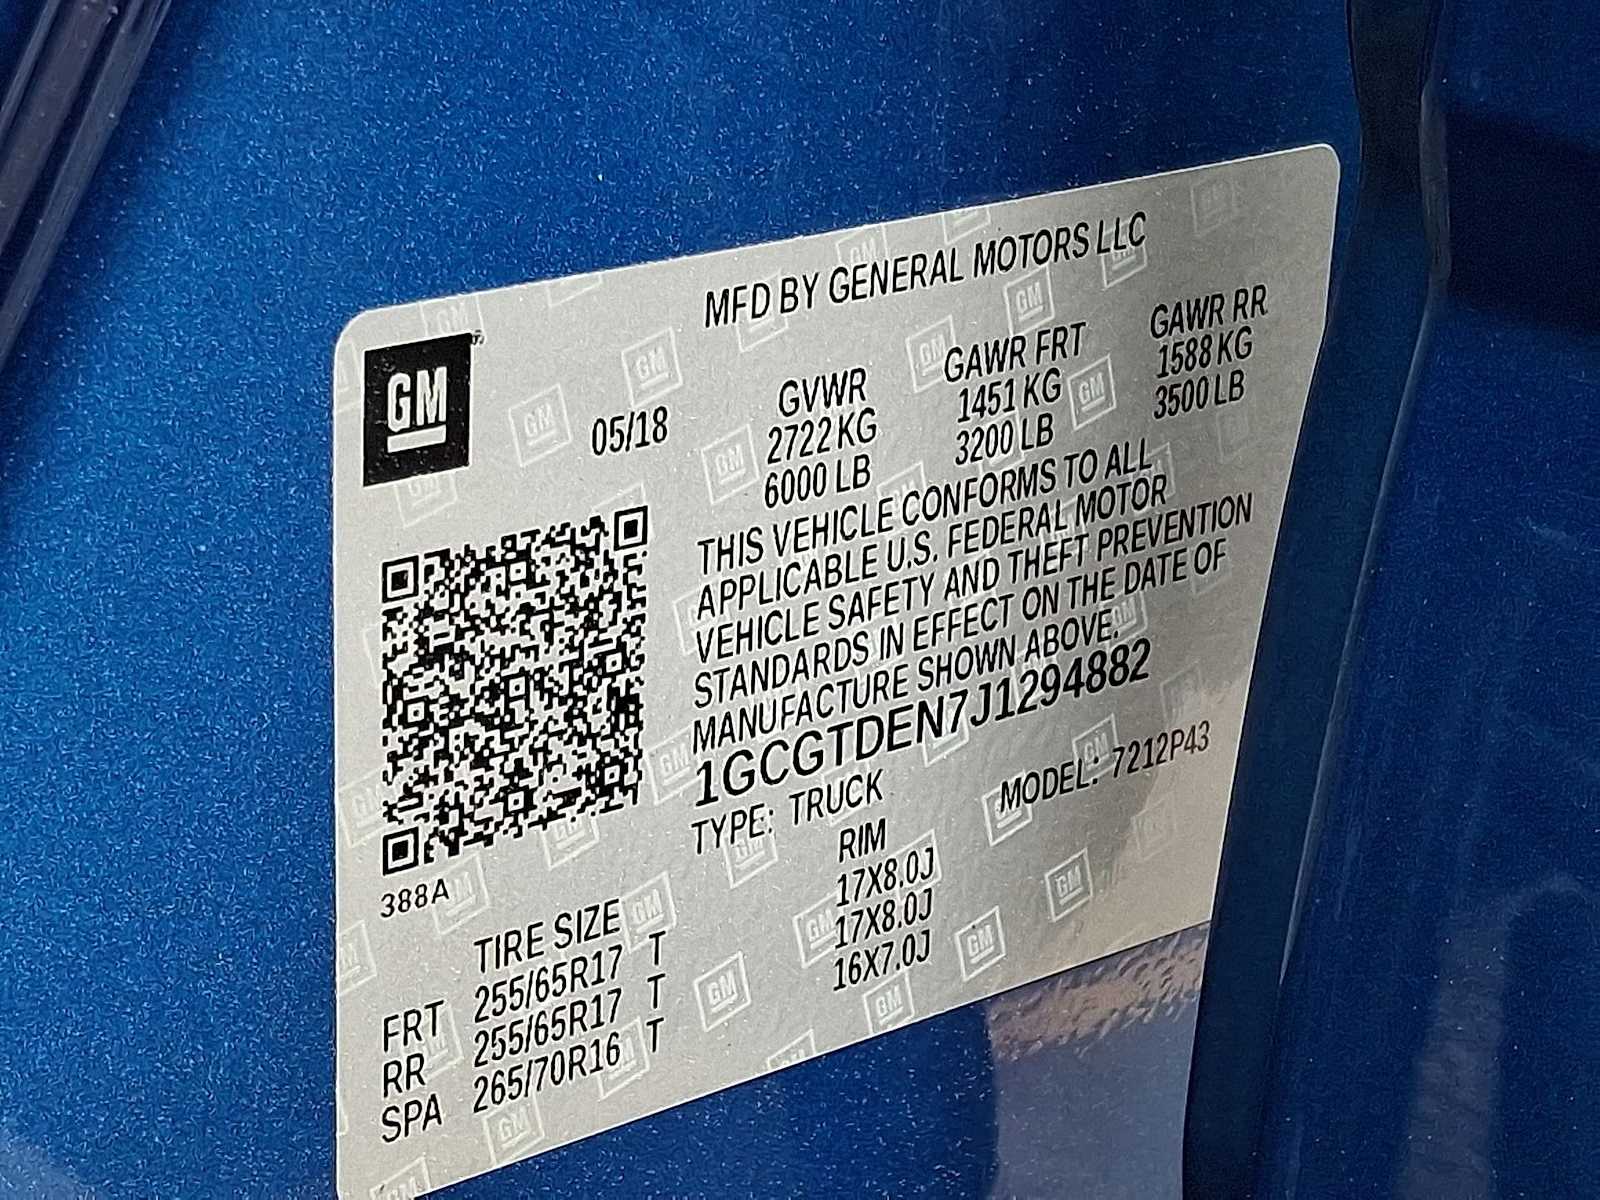 MFD BY GENERAL MOTORS LLC
GM
05/18
GVWR GAWR FRT GAWR RR
2722 KG 1451 KG 1588 KG
6000 LB 3200 LB 3500 LB
THIS VEHICLE CONFORMS TO ALL
APPLICABLE U.S. FEDERAL MOTOR
VEHICLE SAFETY AND THEFT PREVENTION
STANDARDS IN EFFECT ON THE DATE OF
MANUFACTURE SHOWN ABOVE.
1GCGTDEN7J1294882
TYPE: TRUCK MODEL: 7212P43
388A
TIRE SIZE RIM
FRT 255/65R17 T 17X8.0J
RR 255/65R17 T 17X8.0J
SPA 265/70R16 T 16X7.0J